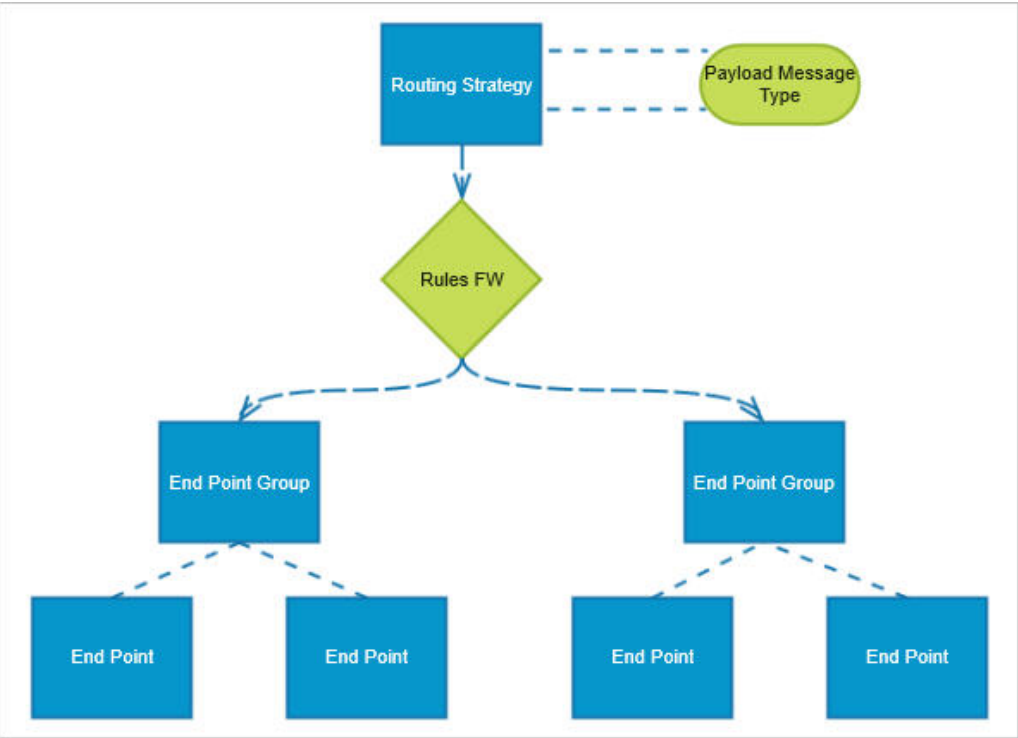 Routing Strategy
Payload Message
Type
Rules FW
End Point Group
End Point Group
End Point
End Point
End Point
End Point